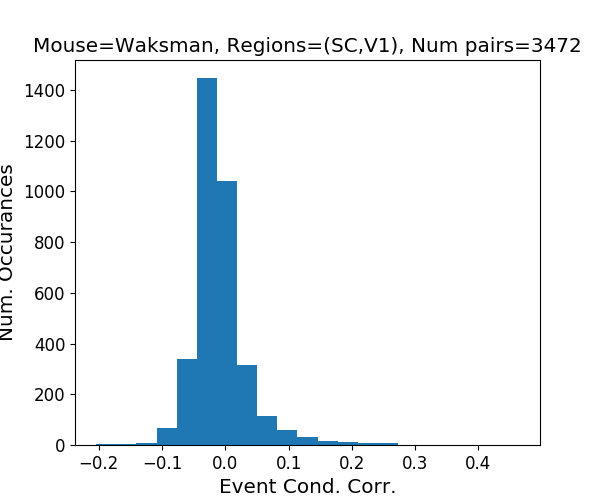 Mouse=Waksman, Regions=(SC,V1), Num pairs=3472
1400
1200
1000
800
600
400
200
0
Num. Occurances
−0.2 −0.1 0.0 0.1 0.2 0.3 0.4
Event Cond. Corr.